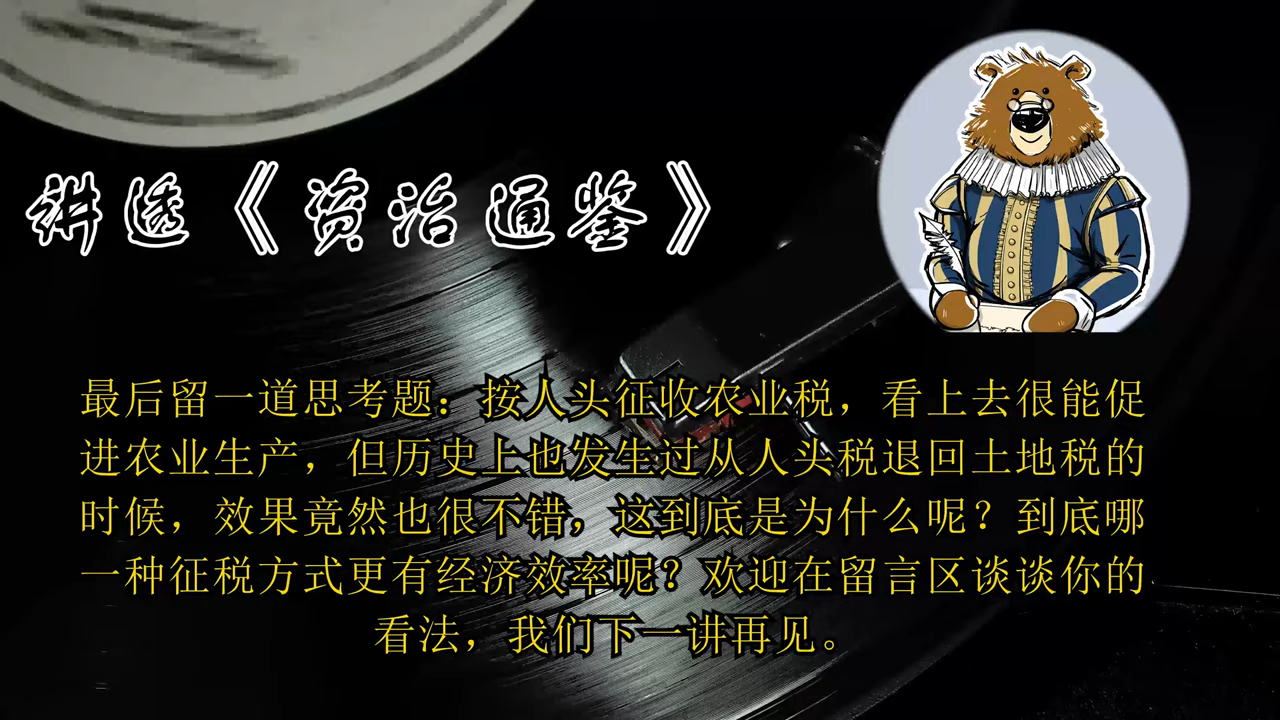 讲透《资治通鉴》
最后留一道思考题：按人头征收农业税，看上去很能促
进农业生产，但历史上也发生过从人头税退回土地税的
时候，效果竟然也很不错，这到底是为什么呢？到底哪
一种征税方式更有经济效率呢？欢迎在留言区谈谈你的
看法，我们下一讲再见。